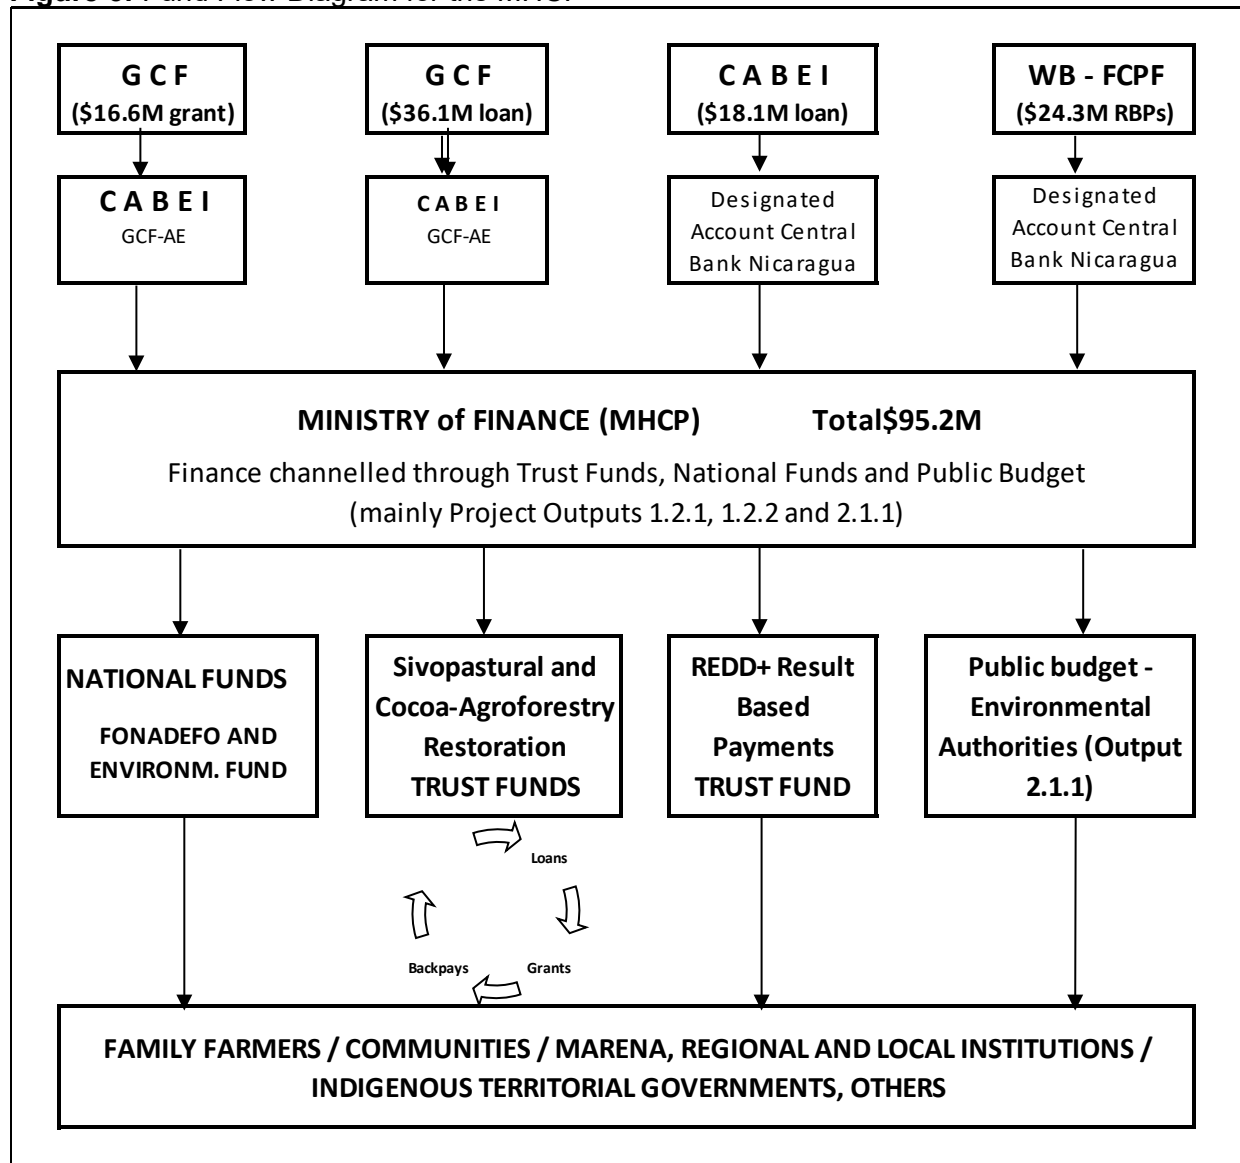 G C F
($16.6M grant)
G C F
($36.1M loan)
C A B E I
($18.1M loan)
WB - FCPF
($24.3M RBPs)
C A B E I
GCF-AE
C A B E I
GCF-AE
Designated
Account Central
Bank Nicaragua
Designated
Account Central
Bank Nicaragua
MINISTRY of FINANCE (MHCP) Total$95.2M
Finance channelled through Trust Funds, National Funds and Public Budget
(mainly Project Outputs 1.2.1, 1.2.2 and 2.1.1)
NATIONAL FUNDS
FONADEFO AND
ENVIRONM. FUND
Sivopastural and
Cocoa-Agroforestry
Restoration
TRUST FUNDS
REDD+ Result
Based
Payments
TRUST FUND
Public budget -
Environmental
Authorities (Output
2.1.1)
Loans
Backpays
Grants
FAMILY FARMERS / COMMUNITIES / MARENA, REGIONAL AND LOCAL INSTITUTIONS /
INDIGENOUS TERRITORIAL GOVERNMENTS, OTHERS